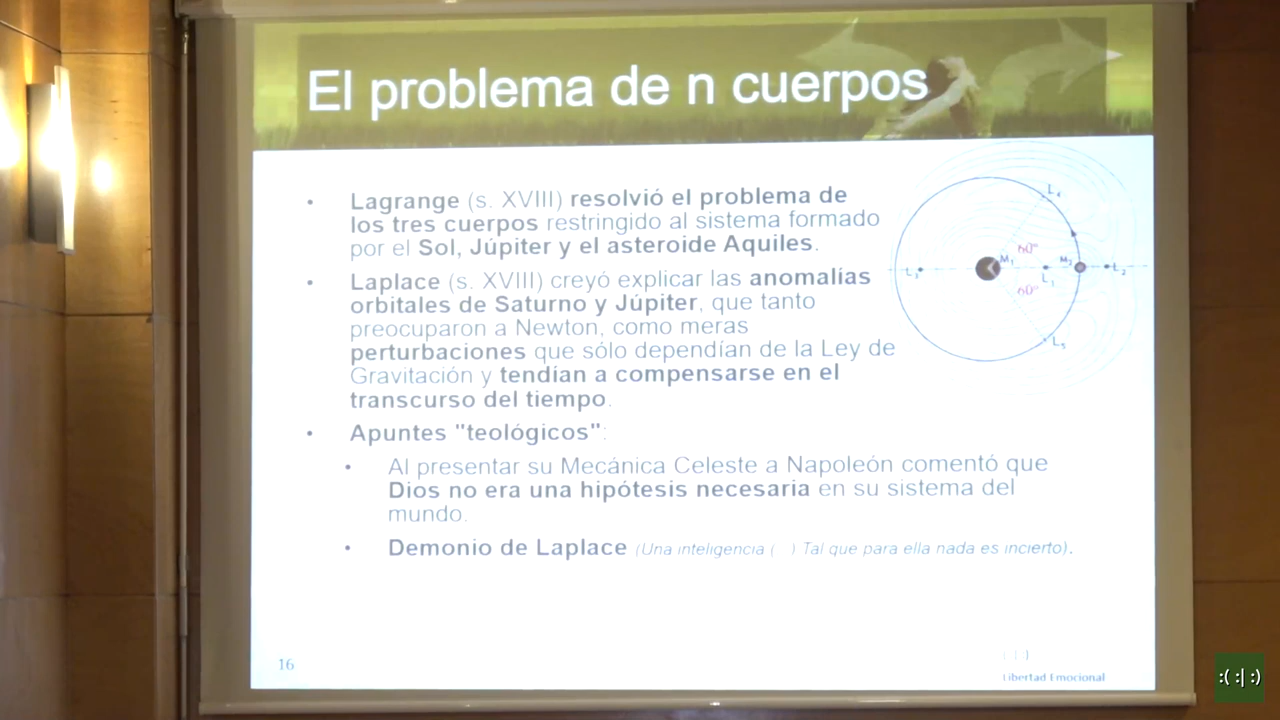 El problema de n cuerpos
• Lagrange (s. XVIII) resolvió el problema de
los tres cuerpos restringido al sistema formado
por el Sol, Júpiter y el asteroide Aquiles.
• Laplace (s. XVIII) creyó explicar las anomalías
orbitales de Saturno y Júpiter, que tanto
preocuparon a Newton, como meras
perturbaciones que sólo dependían de la Ley de
Gravitación y tendían a compensarse en el
transcurso del tiempo.
• Apuntes "teológicos":
• Al presentar su Mecánica Celeste a Napoleón comentó que
Dios no era una hipótesis necesaria en su sistema del
mundo.
• Demonio de Laplace (Una inteligencia ( ) Tal que para ella nada es incierto).
L4
60°
M1
M2
L3
L1
L2
60°
L5
16
Libertad Emocional
:( :| :)